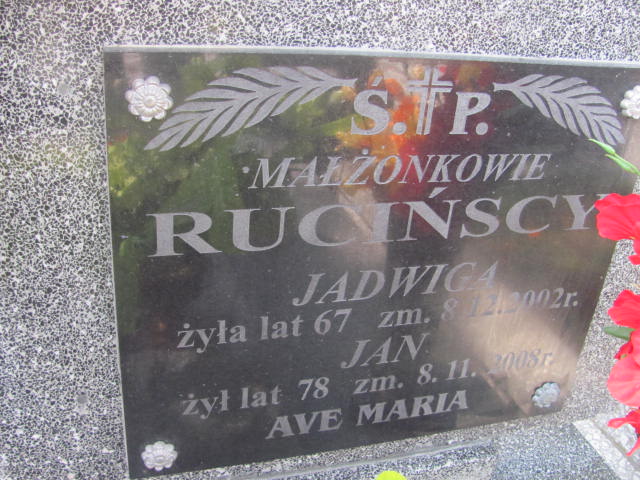 Ś. P.
MAŁŻONKOWIE
RUCIŃSCY
JADWIGA
żyła lat 67 zm. 8.12.2002r.
JAN
żył lat 78 zm. 8.11.2008r.
AVE MARIA